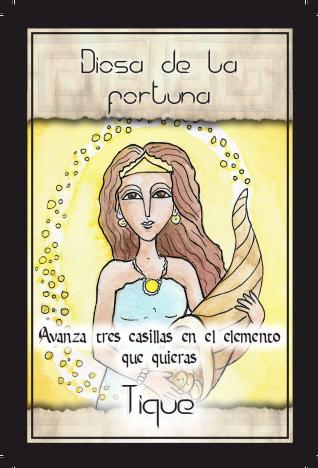 Diosa de la
fortuna
Avanza tres casillas en el elemento
que quieras
Tique